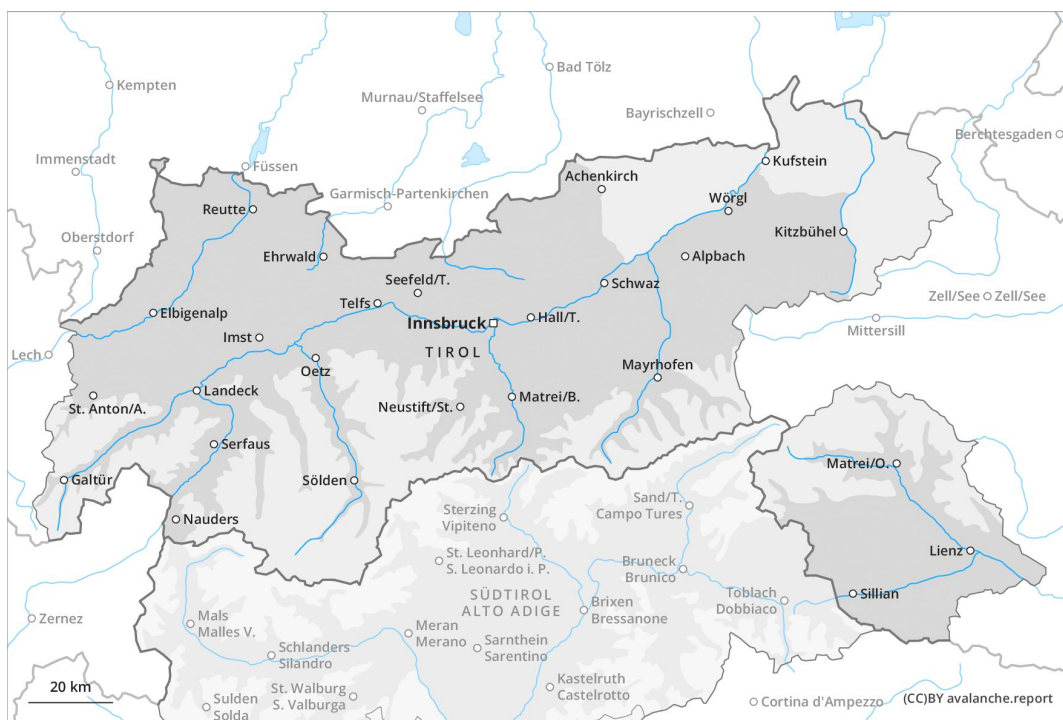 Kempten
Bad Tölz
Murnau/Staffelsee
Bayrischzell
Berchtesgaden
Immenstadt
Füssen
Kufstein
Garmisch-Partenkirchen
Achenkirch
Reutte
Wörgl
Oberstdorf
Kitzbühel
Ehrwald
Alpbach
Seefeld/T.
Schwaz
Telfs
Zell/See
Zell/See
Elbigenalp
Innsbruck
Hall/T.
Mittersill
Imst
TIROL
Lech
Oetz
Mayrhofen
Landeck
St. Anton/A.
Neustift/St.
Matrei/B.
Serfaus
Matrei/O.
Galtür
Sölden
Sand/T.
Campo Tures
Sterzing
Vipiteno
Nauders
Lienz
St. Leonhard/P.
S. Leonardo i. P.
Bruneck
Brunico
SÜDTIROL
ALTO ADIGE
Sillian
Toblach
Dobbiaco
Brixen
Bressanone
Zernez
Mals
Malles V.
Meran
Merano
Sarnthein
Sarentino
Schlanders
Silandro
Kastelruth
Castelrotto
20 km
St. Walburg
S. Valburga
Sulden
Solda
Cortina d'Ampezzo
(CC)BY avalanche.report